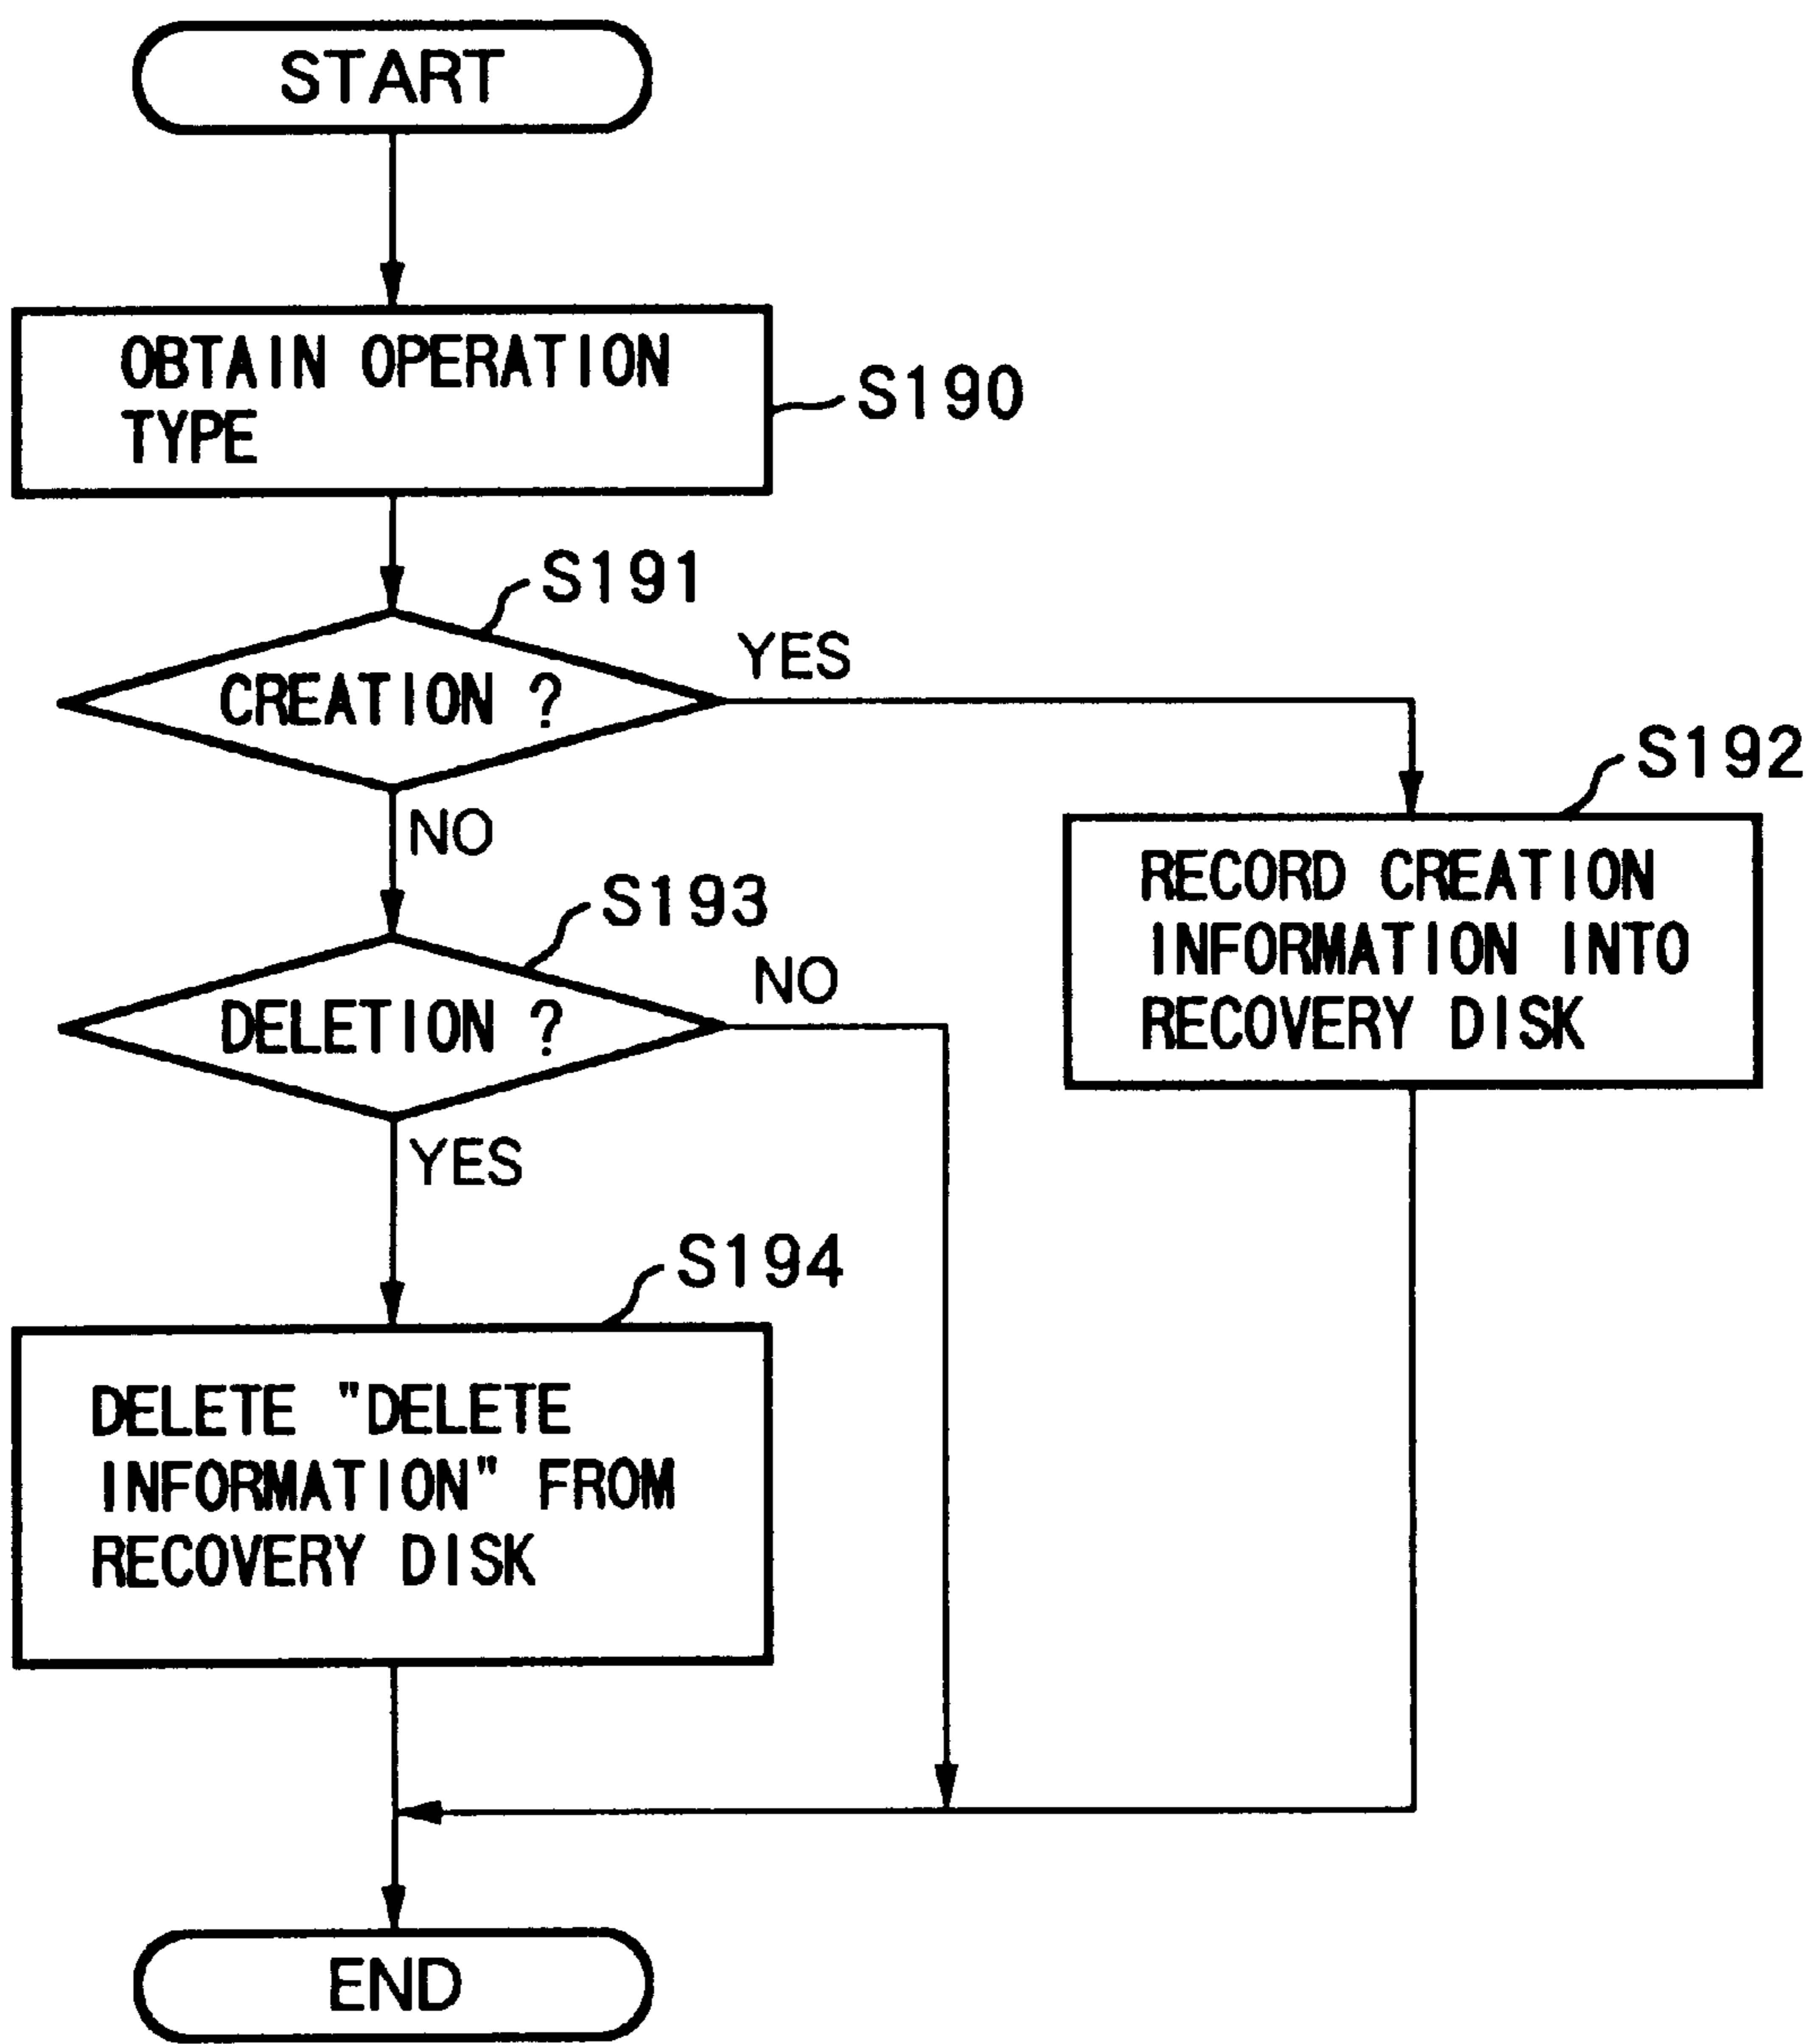 START
OBTAIN OPERATION
TYPE
S190
S191
CREATION ?
YES
NO
S192
RECORD CREATION
INFORMATION INTO
RECOVERY DISK
S193
DELETION ?
NO
YES
S194
DELETE "DELETE
INFORMATION" FROM
RECOVERY DISK
END